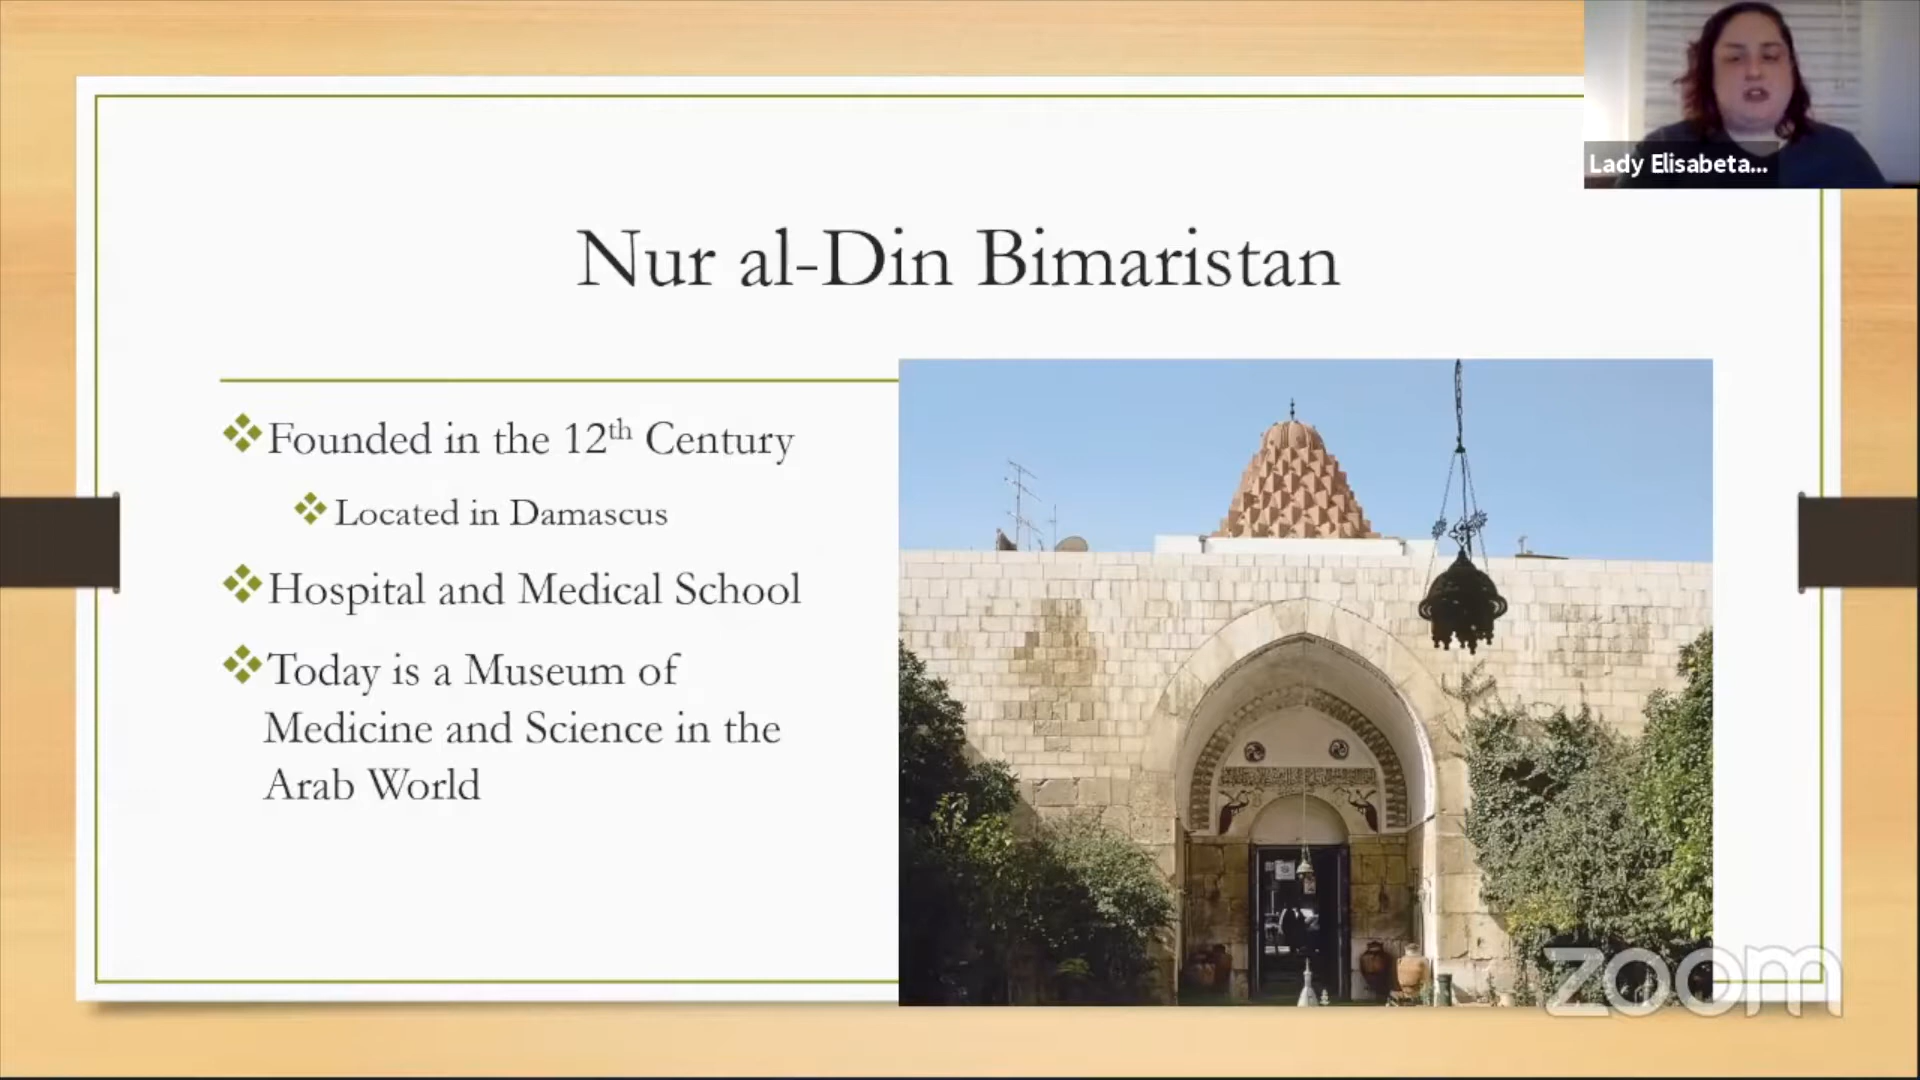 Lady Elisabeta...
Nur al-Din Bimaristan
Founded in the 12th Century
Located in Damascus
Hospital and Medical School
Today is a Museum of
Medicine and Science in the
Arab World
zoom